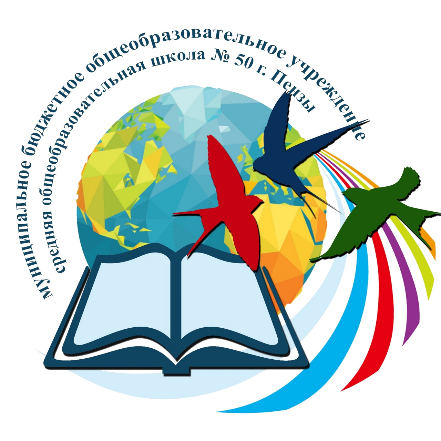 муниципальное бюджетное общеобразовательное учреждение
средняя общеобразовательная школа № 50 г. Пензы